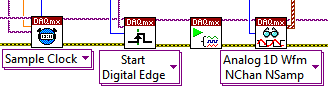 DAQmx
DAQmx
DAQmx
DAQmx
Sample Clock
Start
Digital Edge
Analog 1D Wfm
NChan NSamp